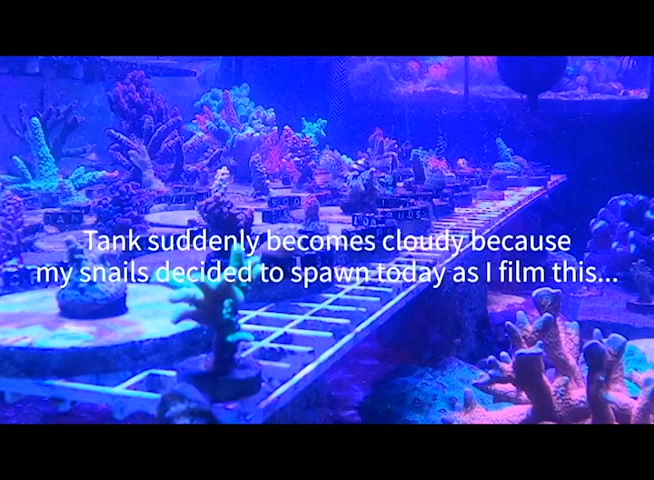 Tank suddenly becomes cloudy because
my snails decided to spawn today as I film this...